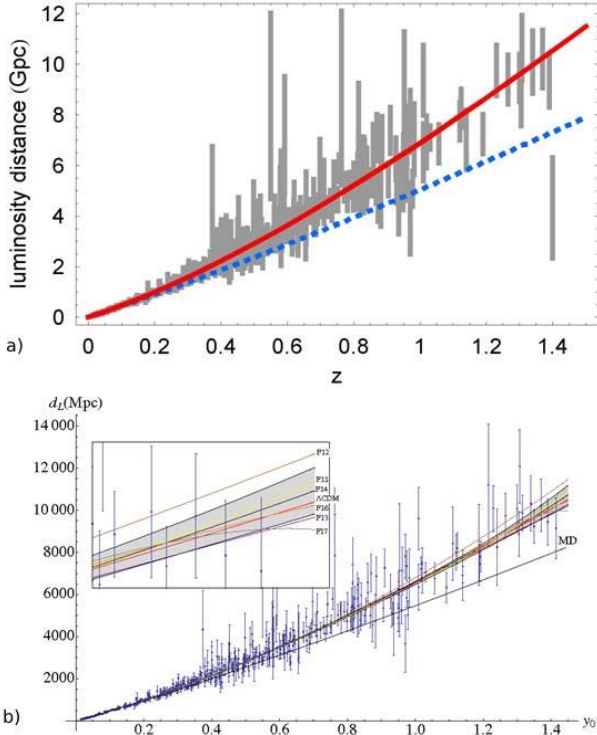 12
10
8
6
4
2
0
luminosity distance (Gpc)
0 0.2 0.4 0.6 0.8 1 1.2 1.4
z
a)
d_L(Mpc)
14 000
12 000
10 000
8000
6000
4000
2000
F12
F15
F14
ΛCDM
F16
F13
F17
MD
0.2 0.4 0.6 0.8 1.0 1.2 1.4 y_0
b)